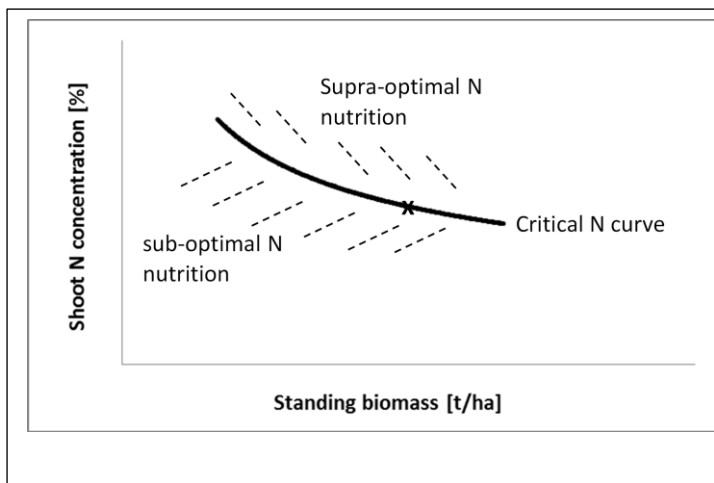 Supra-optimal N
nutrition
x
Critical N curve
sub-optimal N
nutrition
Shoot N concentration [%]
Standing biomass [t/ha]